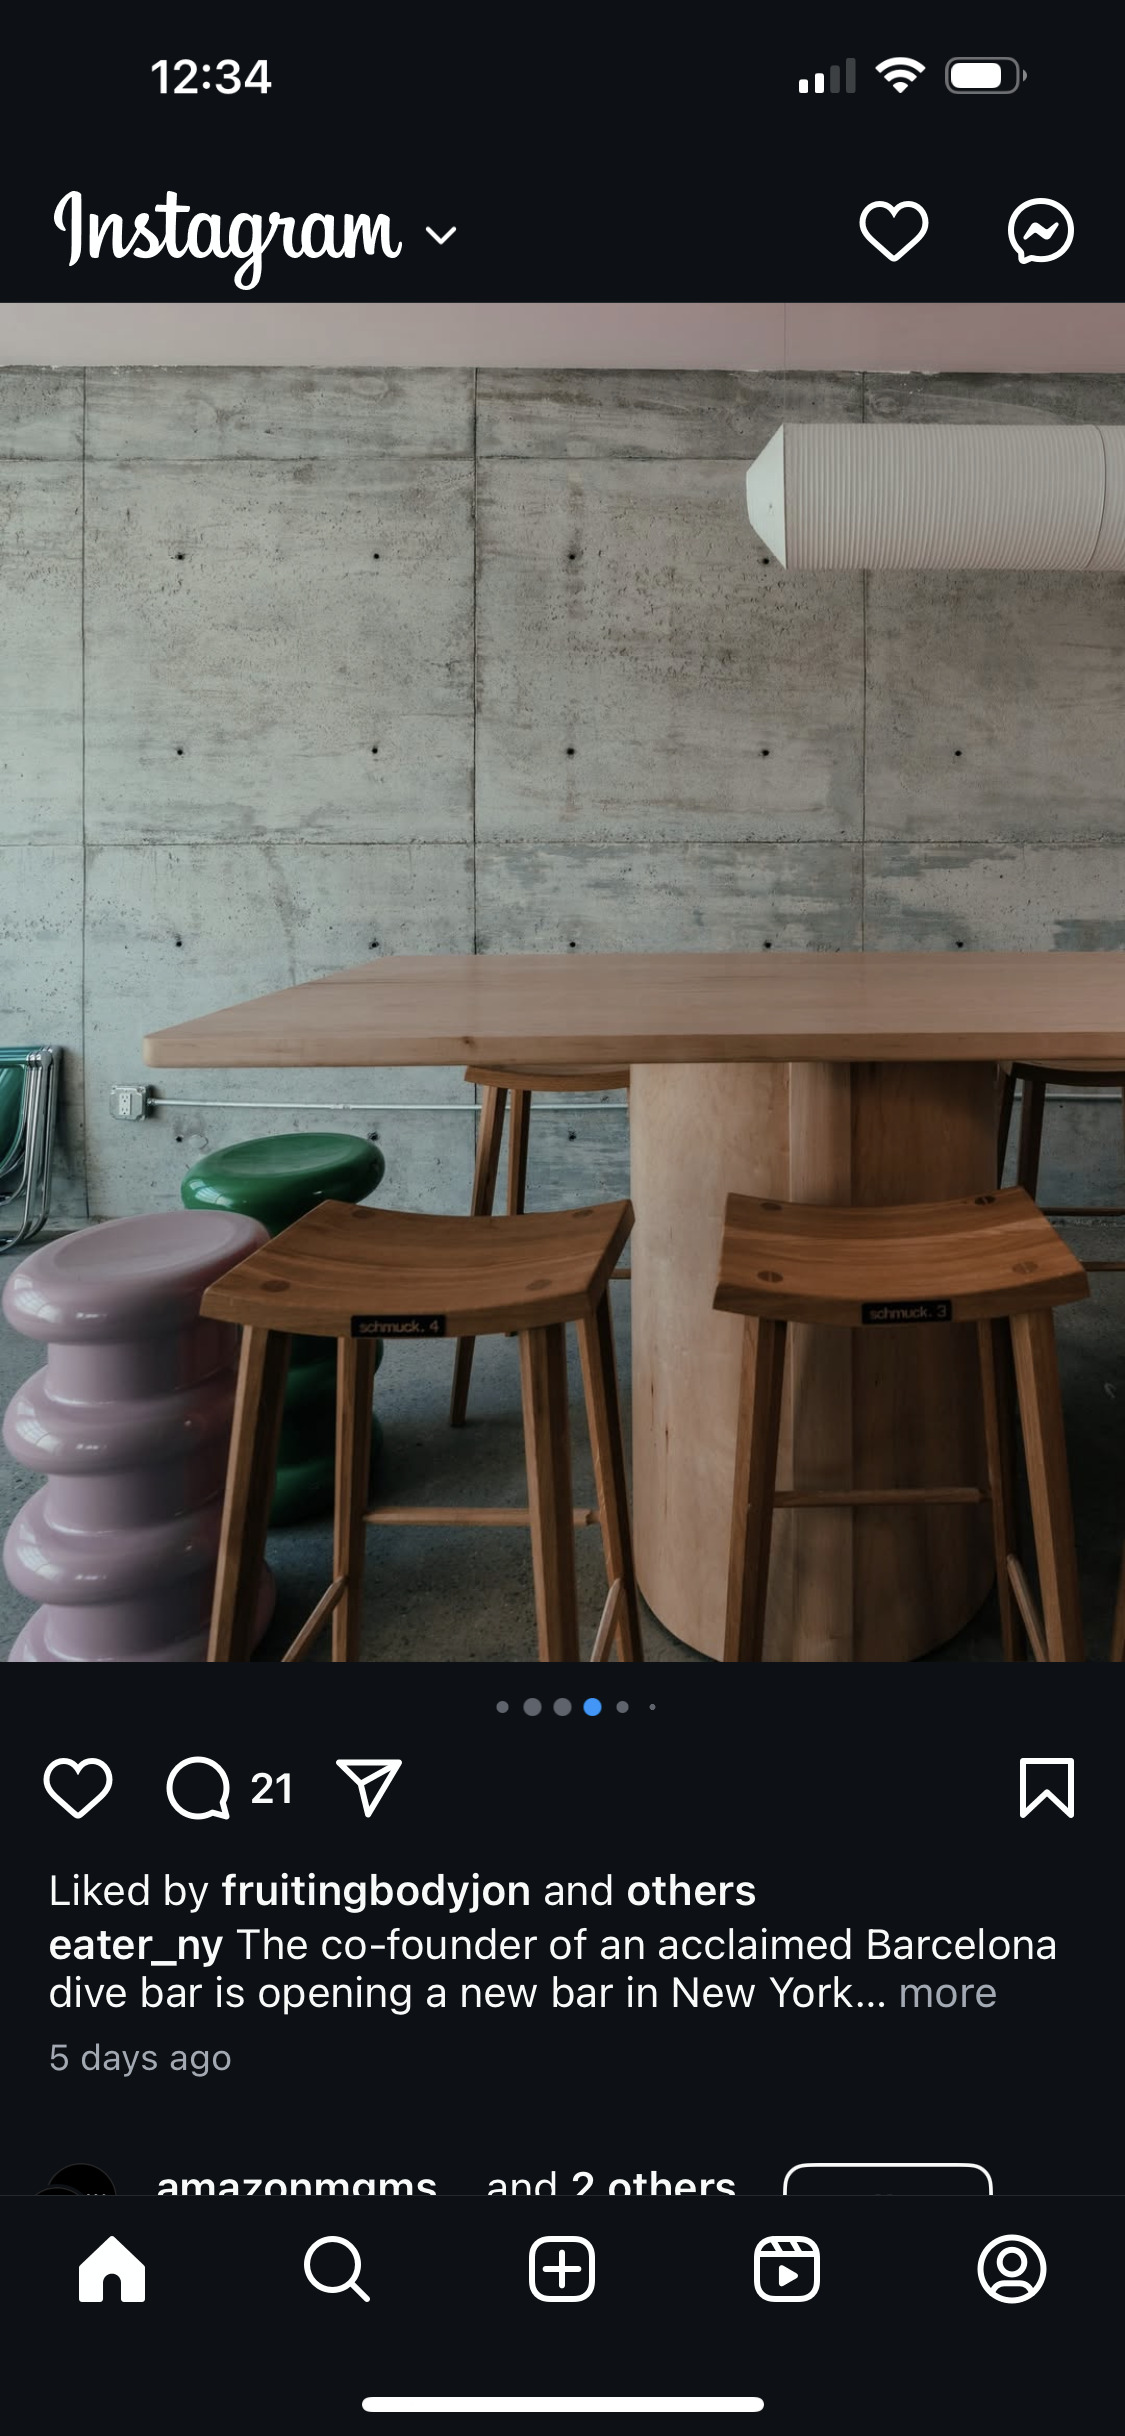 12:34
Instagram
schmuck. 4
schmuck. 3
21
Liked by fruitingbodyjon and others
eater_ny The co-founder of an acclaimed Barcelona
dive bar is opening a new bar in New York... more
5 days ago
amazonmgms and 2 others